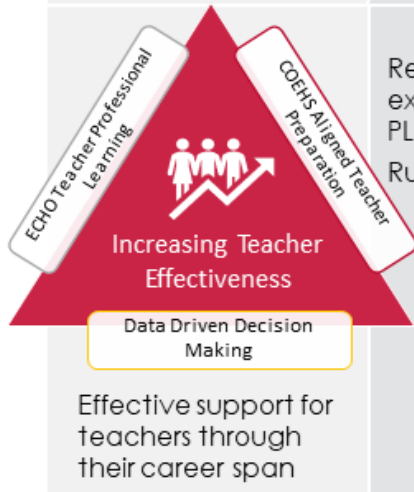 ECHO Teacher Professional
Learning
COEHS Aligned Teacher
Preparation
Increasing Teacher
Effectiveness
Data Driven Decision
Making
Effective support for
teachers through
their career span